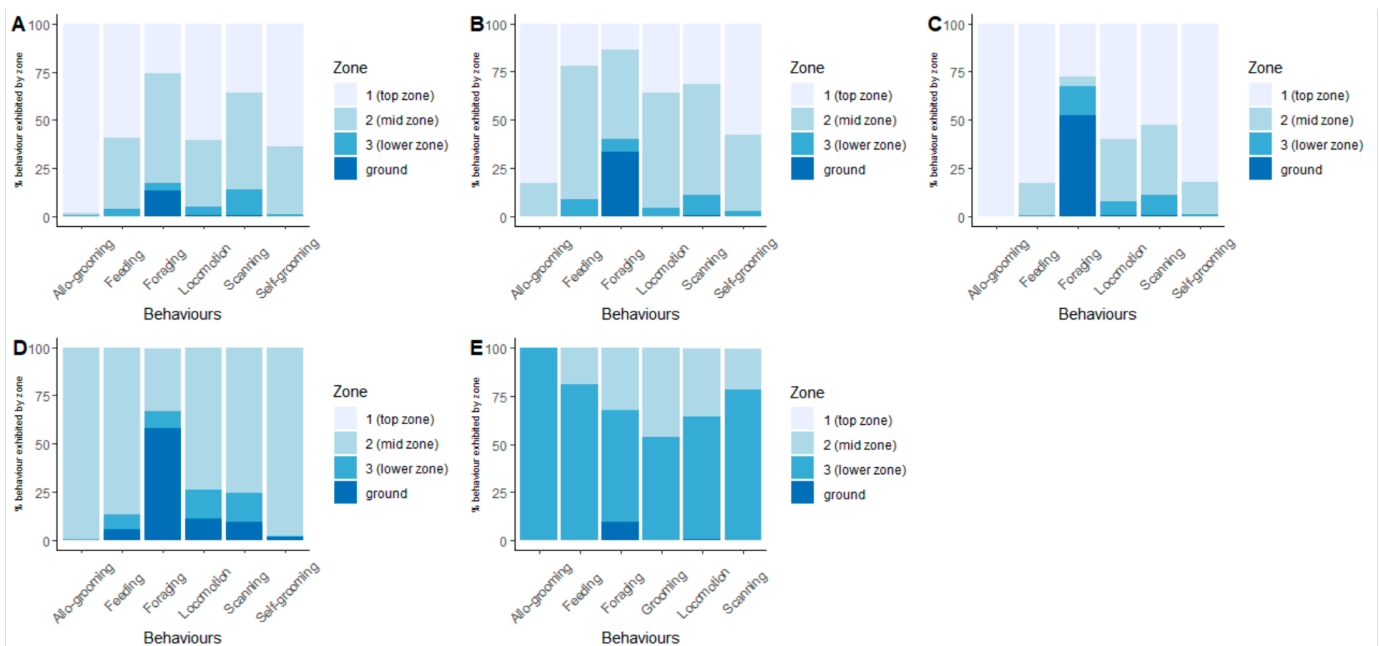 A
% behaviour exhibited by zone
100
75
50
25
0
Allo-grooming
Feeding
Foraging
Locomotion
Scanning
Self-grooming
Behaviours
Zone
1 (top zone)
2 (mid zone)
3 (lower zone)
ground
B
% behaviour exhibited by zone
100
75
50
25
0
Allo-grooming
Feeding
Foraging
Locomotion
Scanning
Self-grooming
Behaviours
Zone
1 (top zone)
2 (mid zone)
3 (lower zone)
ground
C
% behaviour exhibited by zone
100
75
50
25
0
Allo-grooming
Feeding
Foraging
Locomotion
Scanning
Self-grooming
Behaviours
Zone
1 (top zone)
2 (mid zone)
3 (lower zone)
ground
D
% behaviour exhibited by zone
100
75
50
25
0
Allo-grooming
Feeding
Foraging
Locomotion
Scanning
Self-grooming
Behaviours
Zone
1 (top zone)
2 (mid zone)
3 (lower zone)
ground
E
% behaviour exhibited by zone
100
75
50
25
0
Allo-grooming
Feeding
Foraging
Grooming
Locomotion
Scanning
Behaviours
Zone
1 (top zone)
2 (mid zone)
3 (lower zone)
ground